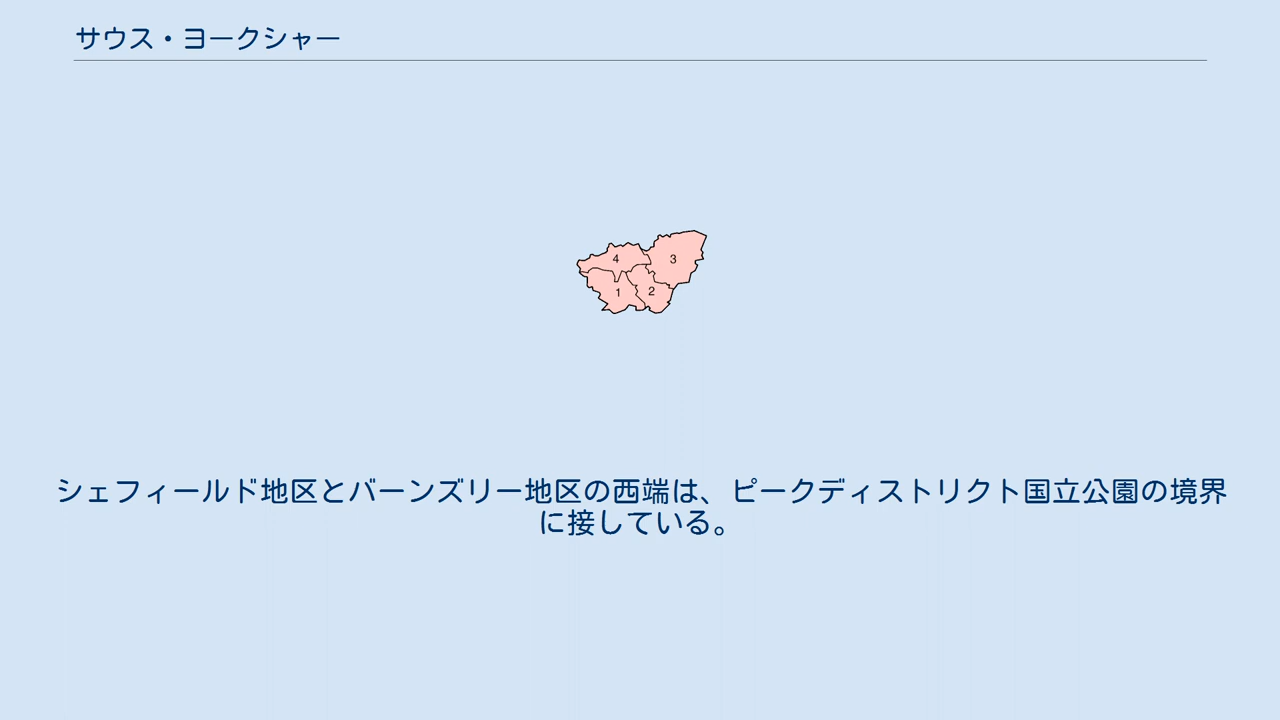 サウス・ヨークシャー
4
3
1
2
シェフィールド地区とバーンズリー地区の西端は、ピークディストリクト国立公園の境界
に接している。